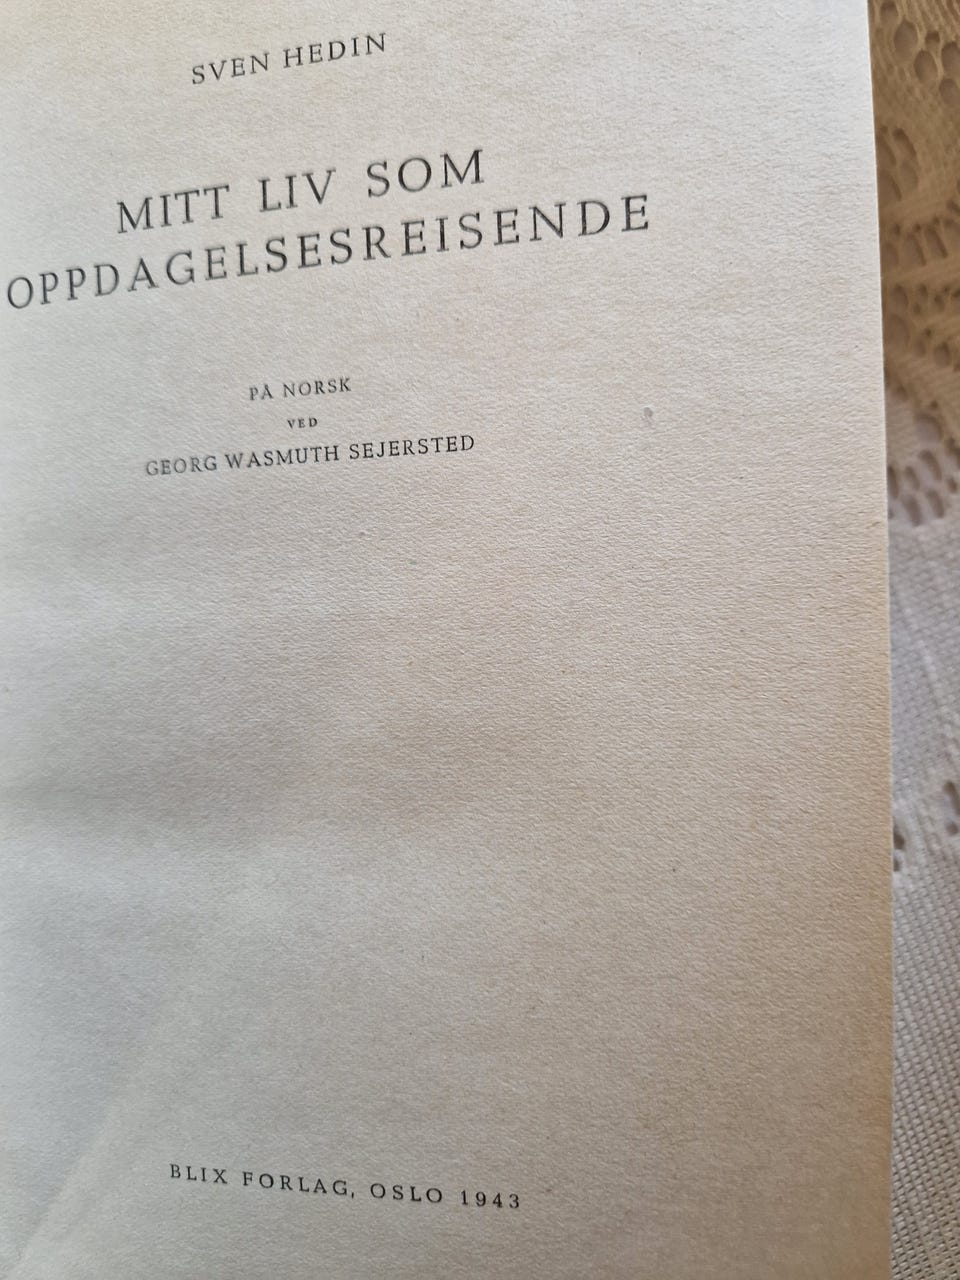 SVEN HEDIN
MITT LIV SOM
OPPDAGELSESREISENDE
PÅ NORSK
VED
GEORG WASMUTH SEJERSTED
BLIX FORLAG, OSLO 1943